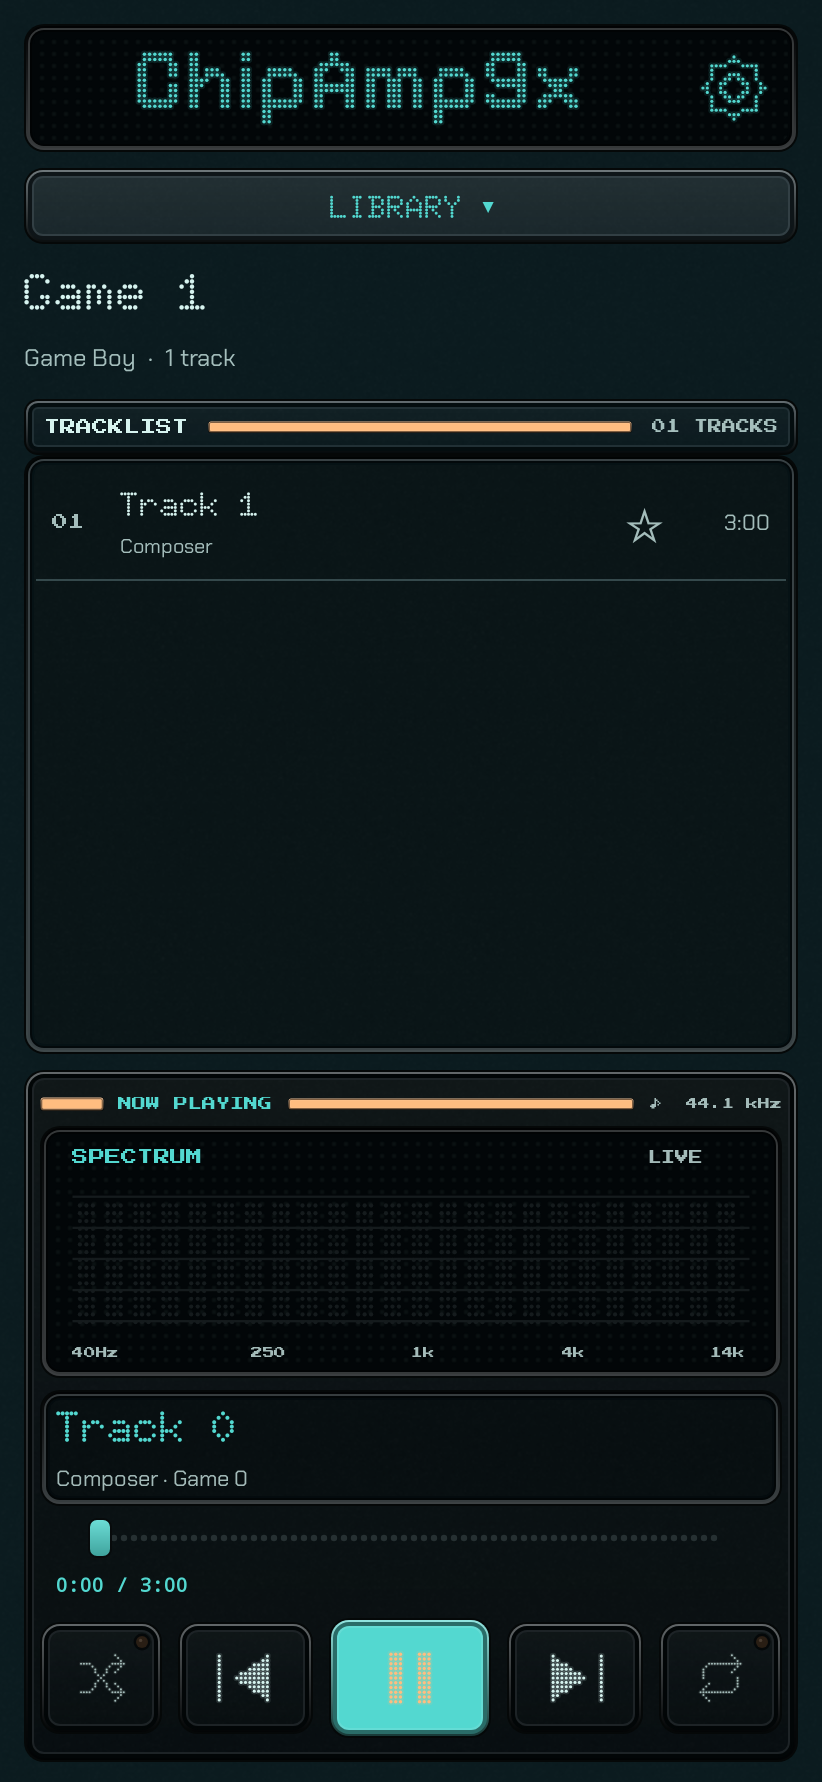 ChipAmp9x
LIBRARY ▼
Game 1
Game Boy · 1 track
TRACKLIST 01 TRACKS
01 Track 1 3:00
Composer
NOW PLAYING ♪ 44.1 kHz
SPECTRUM LIVE
40Hz 250 1k 4k 14k
Track 0
Composer · Game 0
0:00 / 3:00